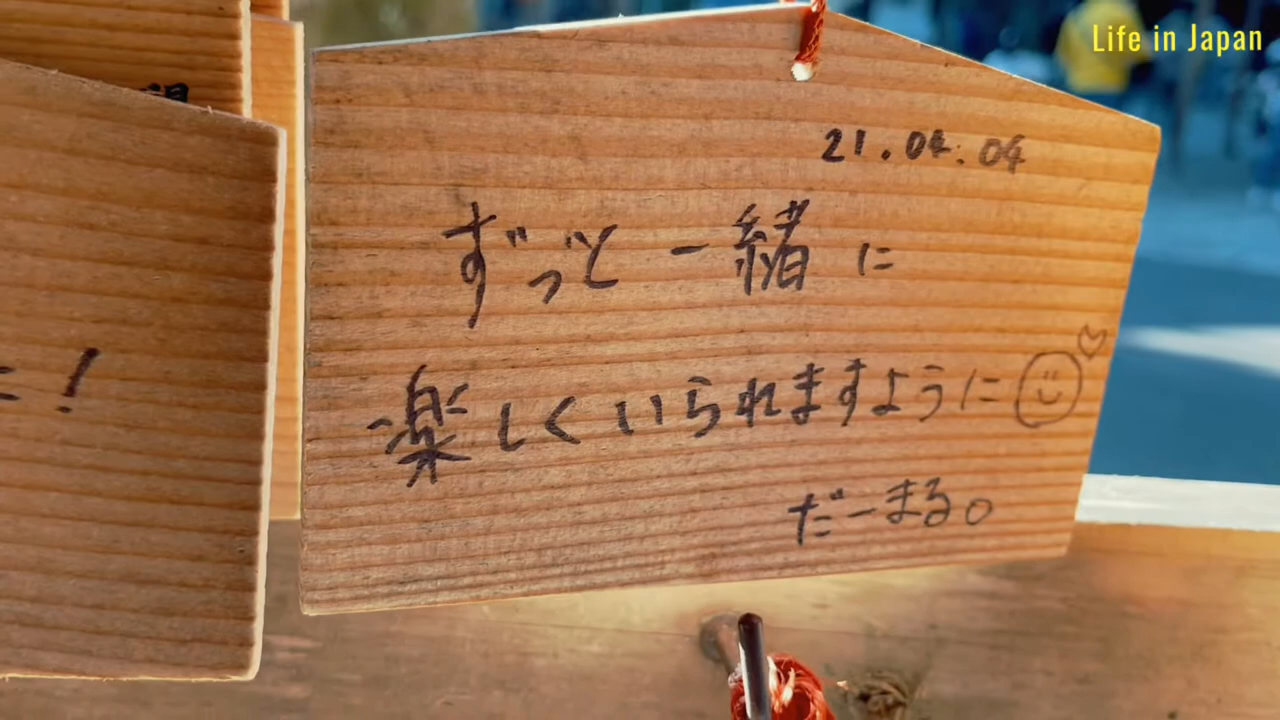 Life in Japan
21.04.04
ずっと一緒に
楽しくいられますように
だーまる。
！